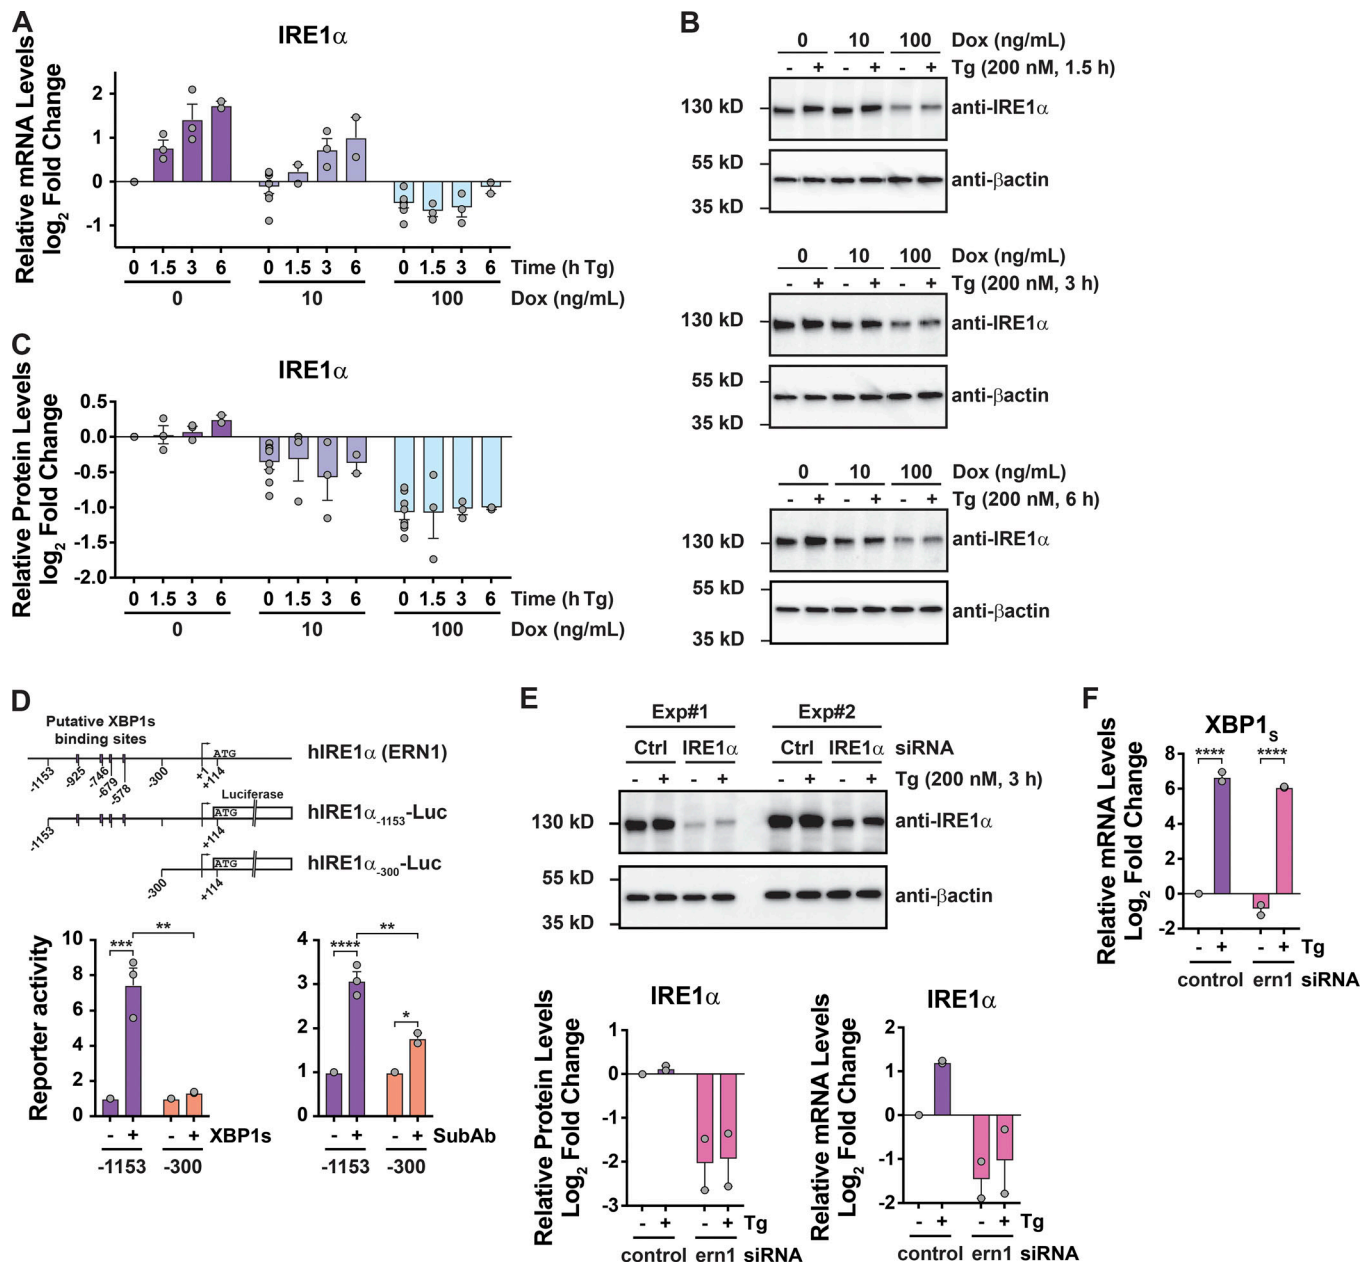 A
IRE1α
Relative mRNA Levels
log2 Fold Change
2
1
0
-1
0 1.5 3 6 0 1.5 3 6 0 1.5 3 6 Time (h Tg)
0 10 100 Dox (ng/mL)
B
0 10 100 Dox (ng/mL)
- + - + - + Tg (200 nM, 1.5 h)
130 kD anti-IRE1α
55 kD
anti-βactin
35 kD
0 10 100 Dox (ng/mL)
- + - + - + Tg (200 nM, 3 h)
130 kD anti-IRE1α
55 kD
anti-βactin
35 kD
0 10 100 Dox (ng/mL)
- + - + - + Tg (200 nM, 6 h)
130 kD anti-IRE1α
55 kD
anti-βactin
35 kD
C
IRE1α
Relative Protein Levels
log2 Fold Change
0.5
0.0
-0.5
-1.0
-1.5
-2.0
0 1.5 3 6 0 1.5 3 6 0 1.5 3 6 Time (h Tg)
0 10 100 Dox (ng/mL)
D
Putative XBP1s
binding sites
ATG hIRE1α (ERN1)
-1153 -925 -746 -679 -578 -300 +1 +114
Luciferase
ATG hIRE1α-1153-Luc
-1153 +114
ATG hIRE1α-300-Luc
-300 +114
Reporter activity
10
8
6
4
2
0
*** **
- + - + XBP1s
-1153 -300
4
3
2
1
0
**** **
*
- + - + SubAb
-1153 -300
E
Exp#1 Exp#2
Ctrl IRE1α Ctrl IRE1α siRNA
- + - + - + - + Tg (200 nM, 3 h)
130 kD anti-IRE1α
55 kD
anti-βactin
35 kD
IRE1α
Relative Protein Levels
Log2 Fold Change
1
0
-1
-2
-3
- + - + Tg
control ern1 siRNA
IRE1α
Relative mRNA Levels
Log2 Fold Change
2
1
0
-1
-2
- + - + Tg
control ern1 siRNA
F
XBP1S
Relative mRNA Levels
Log2 Fold Change
8
6
4
2
0
-2
**** ****
- + - + Tg
control ern1 siRNA